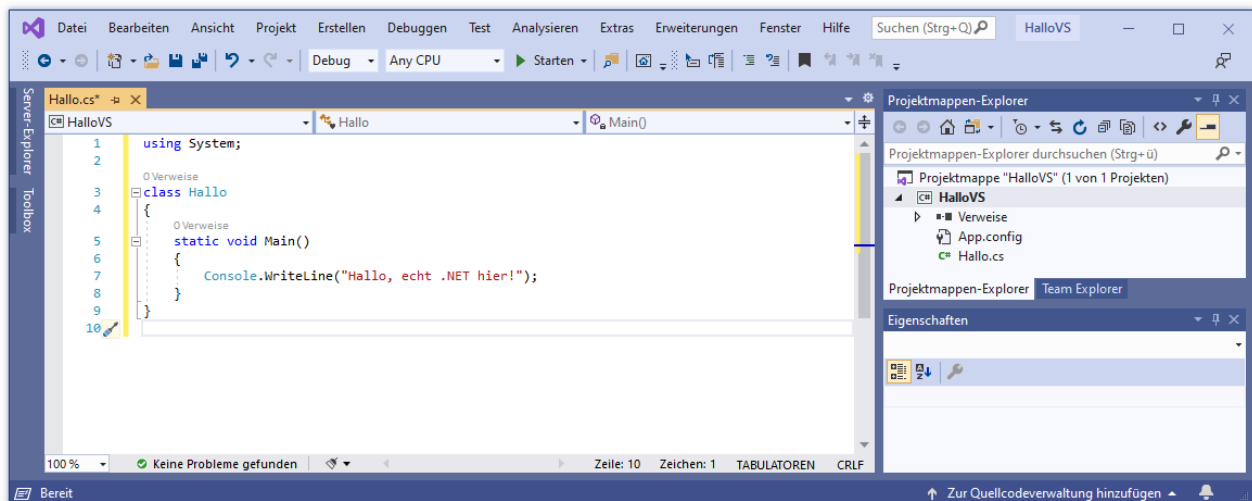 Datei Bearbeiten Ansicht Projekt Erstellen Debuggen Test Analysieren Extras Erweiterungen Fenster Hilfe Suchen (Strg+Q) HalloVS
Debug Any CPU Starten
Server-Explorer
Toolbox
Hallo.cs*
HalloVS Hallo Main()
1 using System;
2
0 Verweise
3 class Hallo
4 {
0 Verweise
5 static void Main()
6 {
7 Console.WriteLine("Hallo, echt .NET hier!");
8 }
9 }
10
100 % Keine Probleme gefunden Zeile: 10 Zeichen: 1 TABULATOREN CRLF
Projektmappen-Explorer
Projektmappen-Explorer durchsuchen (Strg+ü)
Projektmappe "HalloVS" (1 von 1 Projekten)
C# HalloVS
Verweise
App.config
C# Hallo.cs
Projektmappen-Explorer Team Explorer
Eigenschaften
Bereit Zur Quellcodeverwaltung hinzufügen